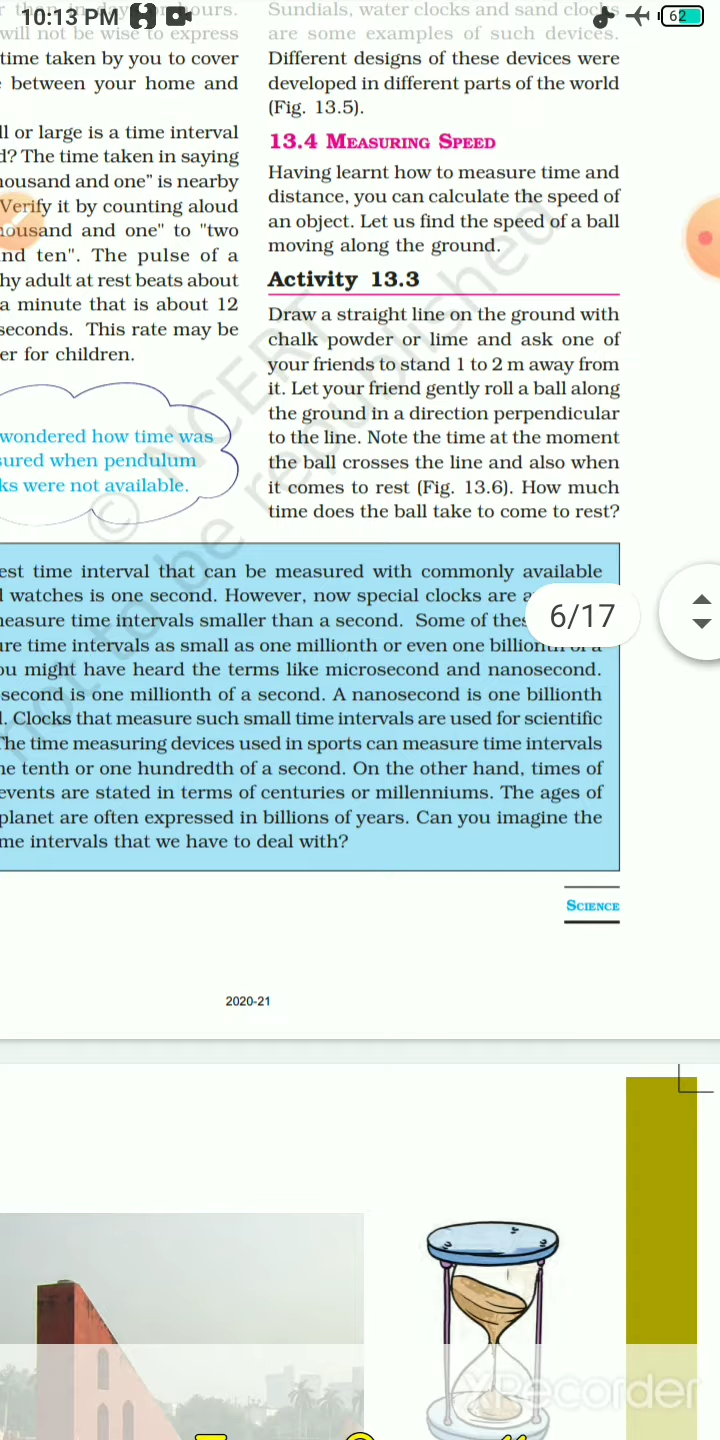 10:13 PM
62
r than in days or hours.
will not be wise to express
time taken by you to cover
between your home and
ll or large is a time interval
d? The time taken in saying
housand and one" is nearby
Verify it by counting aloud
ousand and one" to "two
nd ten". The pulse of a
hy adult at rest beats about
a minute that is about 12
seconds. This rate may be
er for children.
wondered how time was
sured when pendulum
ks were not available.
Sundials, water clocks and sand clocks
are some examples of such devices.
Different designs of these devices were
developed in different parts of the world
(Fig. 13.5).
13.4 MEASURING SPEED
Having learnt how to measure time and
distance, you can calculate the speed of
an object. Let us find the speed of a ball
moving along the ground.
Activity 13.3
Draw a straight line on the ground with
chalk powder or lime and ask one of
your friends to stand 1 to 2 m away from
it. Let your friend gently roll a ball along
the ground in a direction perpendicular
to the line. Note the time at the moment
the ball crosses the line and also when
it comes to rest (Fig. 13.6). How much
time does the ball take to come to rest?
© NCERT
not to be republished
est time interval that can be measured with commonly available
l watches is one second. However, now special clocks are a
measure time intervals smaller than a second. Some of thes
ure time intervals as small as one millionth or even one billionth of a
ou might have heard the terms like microsecond and nanosecond.
second is one millionth of a second. A nanosecond is one billionth
l. Clocks that measure such small time intervals are used for scientific
The time measuring devices used in sports can measure time intervals
ne tenth or one hundredth of a second. On the other hand, times of
events are stated in terms of centuries or millenniums. The ages of
planet are often expressed in billions of years. Can you imagine the
me intervals that we have to deal with?
6/17
SCIENCE
2020-21
XRecorder